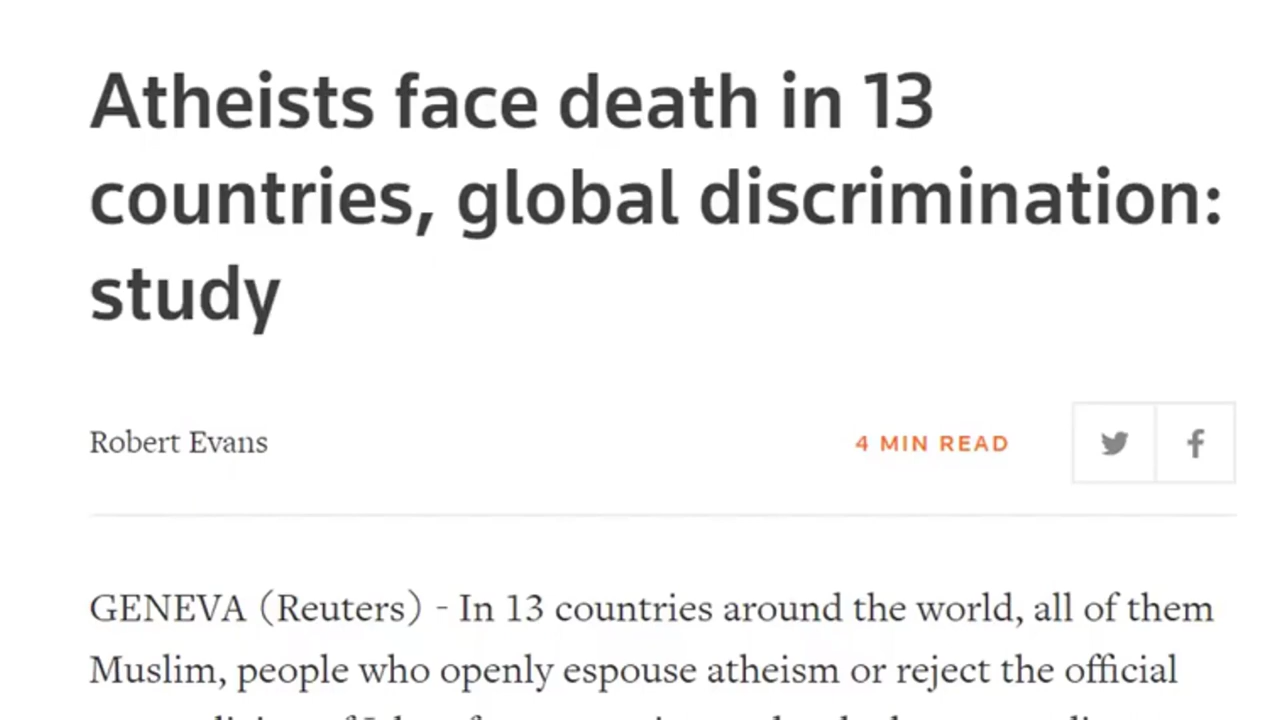 Atheists face death in 13
countries, global discrimination:
study
Robert Evans
4 MIN READ
GENEVA (Reuters) - In 13 countries around the world, all of them
Muslim, people who openly espouse atheism or reject the official